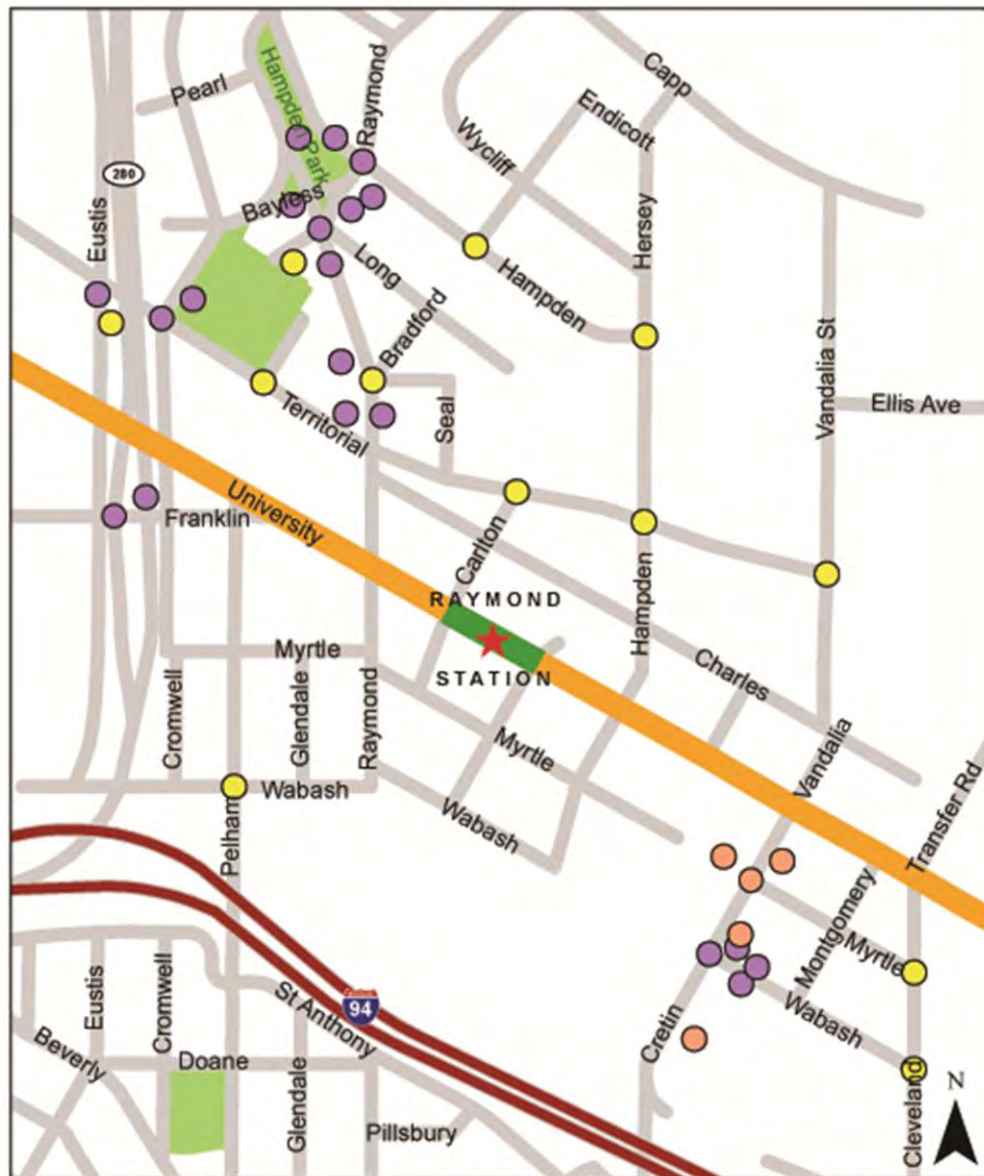 Capp
Raymond
Hampden Park
Pearl
Endicott
Wycliff
280
Bayless
Eustis
Hersey
Long
Hampden
Bradford
Vandalia St
Ellis Ave
Territorial
Seal
University
Franklin
Carlton
Hampden
RAYMOND
STATION
Myrtle
Charles
Cromwell
Glendale
Raymond
Myrtle
Vandalia
Wabash
Wabash
Transfer Rd
Pelham
Montgomery
Myrtle
Eustis
Cromwell
St Anthony
94
Wabash
Cretin
Beverly
Doane
Glendale
Pillsbury
Cleveland
N